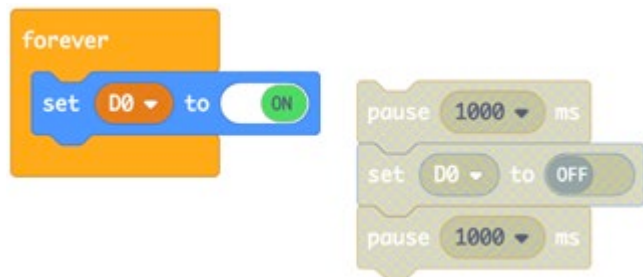 forever
set D0 to ON
pause 1000 ms
set D0 to OFF
pause 1000 ms